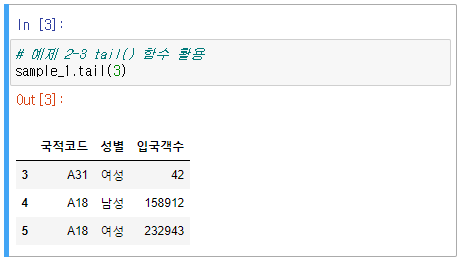 In [3]:
# 예제 2-3 tail() 함수 활용
sample_1.tail(3)
Out[3]:
국적코드 성별 입국객수
3 A31 여성 42
4 A18 남성 158912
5 A18 여성 232943